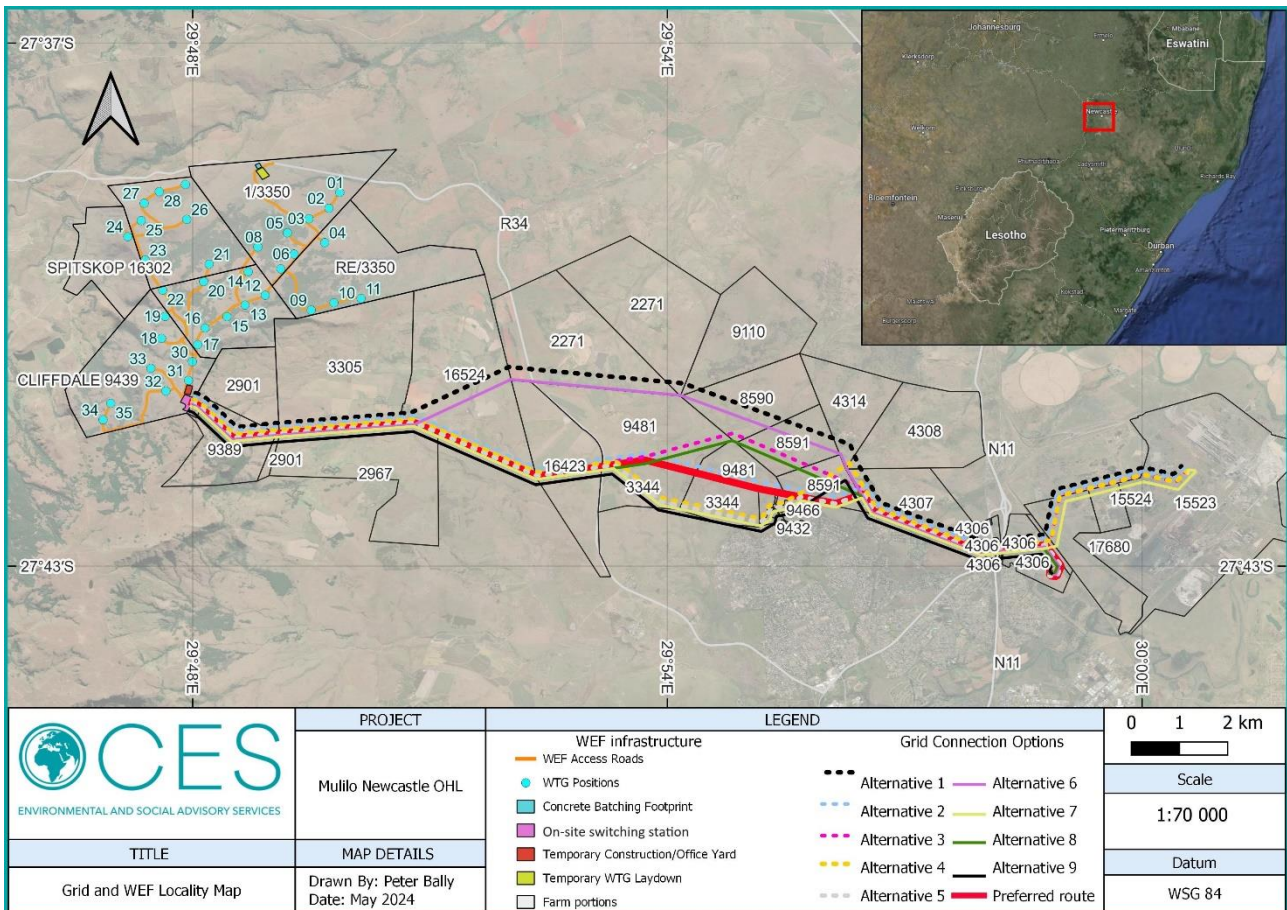 27°37'S
29°48'E
29°54'E
Johannesburg
Ermelo
Mbabane
Eswatini
Klerksdorp
Newcastle
Welkom
Ladysmith
Richards Bay
Bloemfontein
Maseru
Lesotho
Pietermaritzburg
Durban
Amanzimtoti
Kokstad
Margate
1/3350
01
27
28
02
26
03
24
25
05
04
08
23
06
21
SPITSKOP 16302
RE/3350
14
12
20
22
11
10
09
19
13
16
15
18
17
33
30
31
CLIFFDALE 9439
32
34
35
R34
2271
2271
9110
2901
3305
16524
8590
4314
4308
N11
9481
8591
9389
2901
2967
16423
9481
8591
3344
3344
9466
9432
4307
4306
4306
4306
4306
4306
15524
15523
17680
27°43'S
27°43'S
29°48'E
29°54'E
N11
30°00'E
CES
ENVIRONMENTAL AND SOCIAL ADVISORY SERVICES
PROJECT
Mulilo Newcastle OHL
TITLE
MAP DETAILS
Grid and WEF Locality Map
Drawn By: Peter Bally
Date: May 2024
LEGEND
WEF infrastructure
WEF Access Roads
WTG Positions
Concrete Batching Footprint
On-site switching station
Temporary Construction/Office Yard
Temporary WTG Laydown
Farm portions
Grid Connection Options
Alternative 1
Alternative 2
Alternative 3
Alternative 4
Alternative 5
Alternative 6
Alternative 7
Alternative 8
Alternative 9
Preferred route
0 1 2 km
Scale
1:70 000
Datum
WSG 84